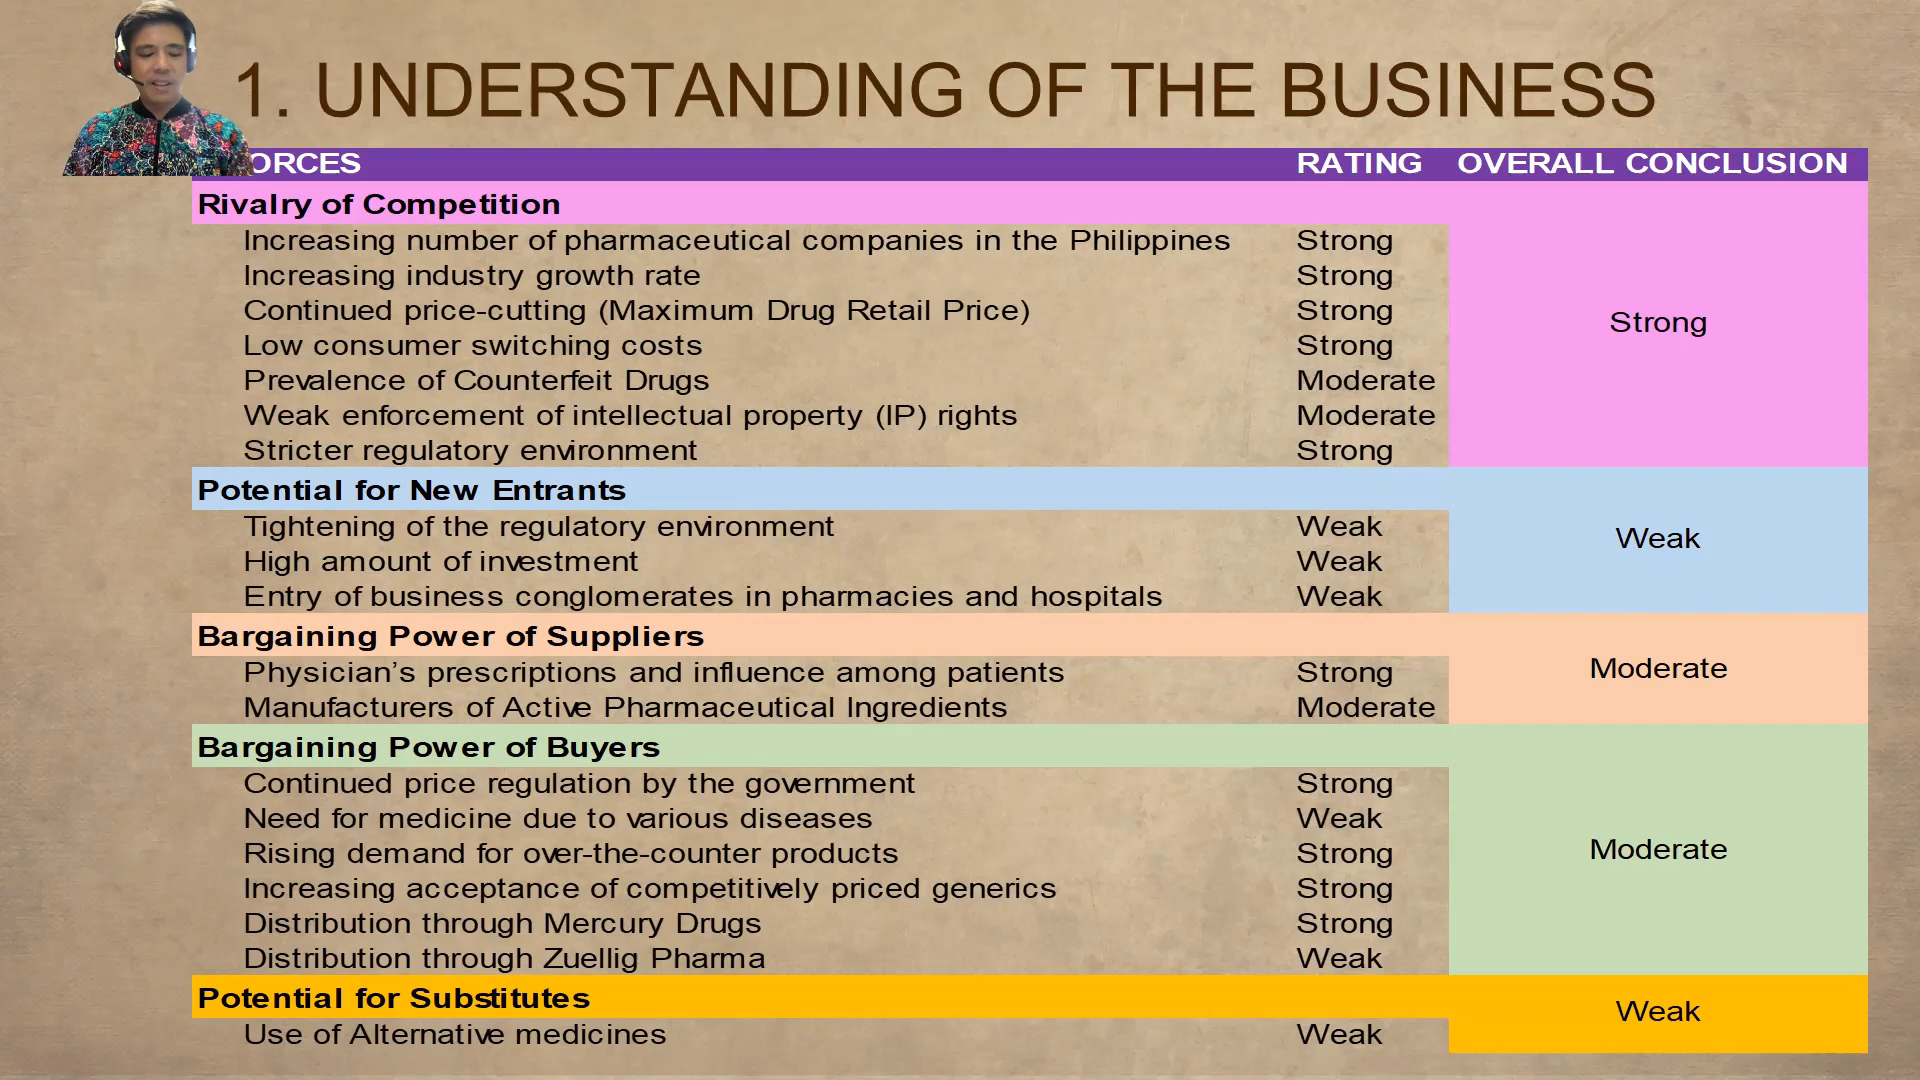 1. UNDERSTANDING OF THE BUSINESS
ORCES RATING OVERALL CONCLUSION
Rivalry of Competition
Increasing number of pharmaceutical companies in the Philippines Strong
Increasing industry growth rate Strong
Continued price-cutting (Maximum Drug Retail Price) Strong
Strong
Low consumer switching costs Strong
Prevalence of Counterfeit Drugs Moderate
Weak enforcement of intellectual property (IP) rights Moderate
Stricter regulatory environment Strong
Potential for New Entrants
Tightening of the regulatory environment Weak
Weak
High amount of investment Weak
Entry of business conglomerates in pharmacies and hospitals Weak
Bargaining Power of Suppliers
Physician's prescriptions and influence among patients Strong
Moderate
Manufacturers of Active Pharmaceutical Ingredients Moderate
Bargaining Power of Buyers
Continued price regulation by the government Strong
Need for medicine due to various diseases Weak
Rising demand for over-the-counter products Strong
Moderate
Increasing acceptance of competitively priced generics Strong
Distribution through Mercury Drugs Strong
Distribution through Zuellig Pharma Weak
Potential for Substitutes
Weak
Use of Alternative medicines Weak